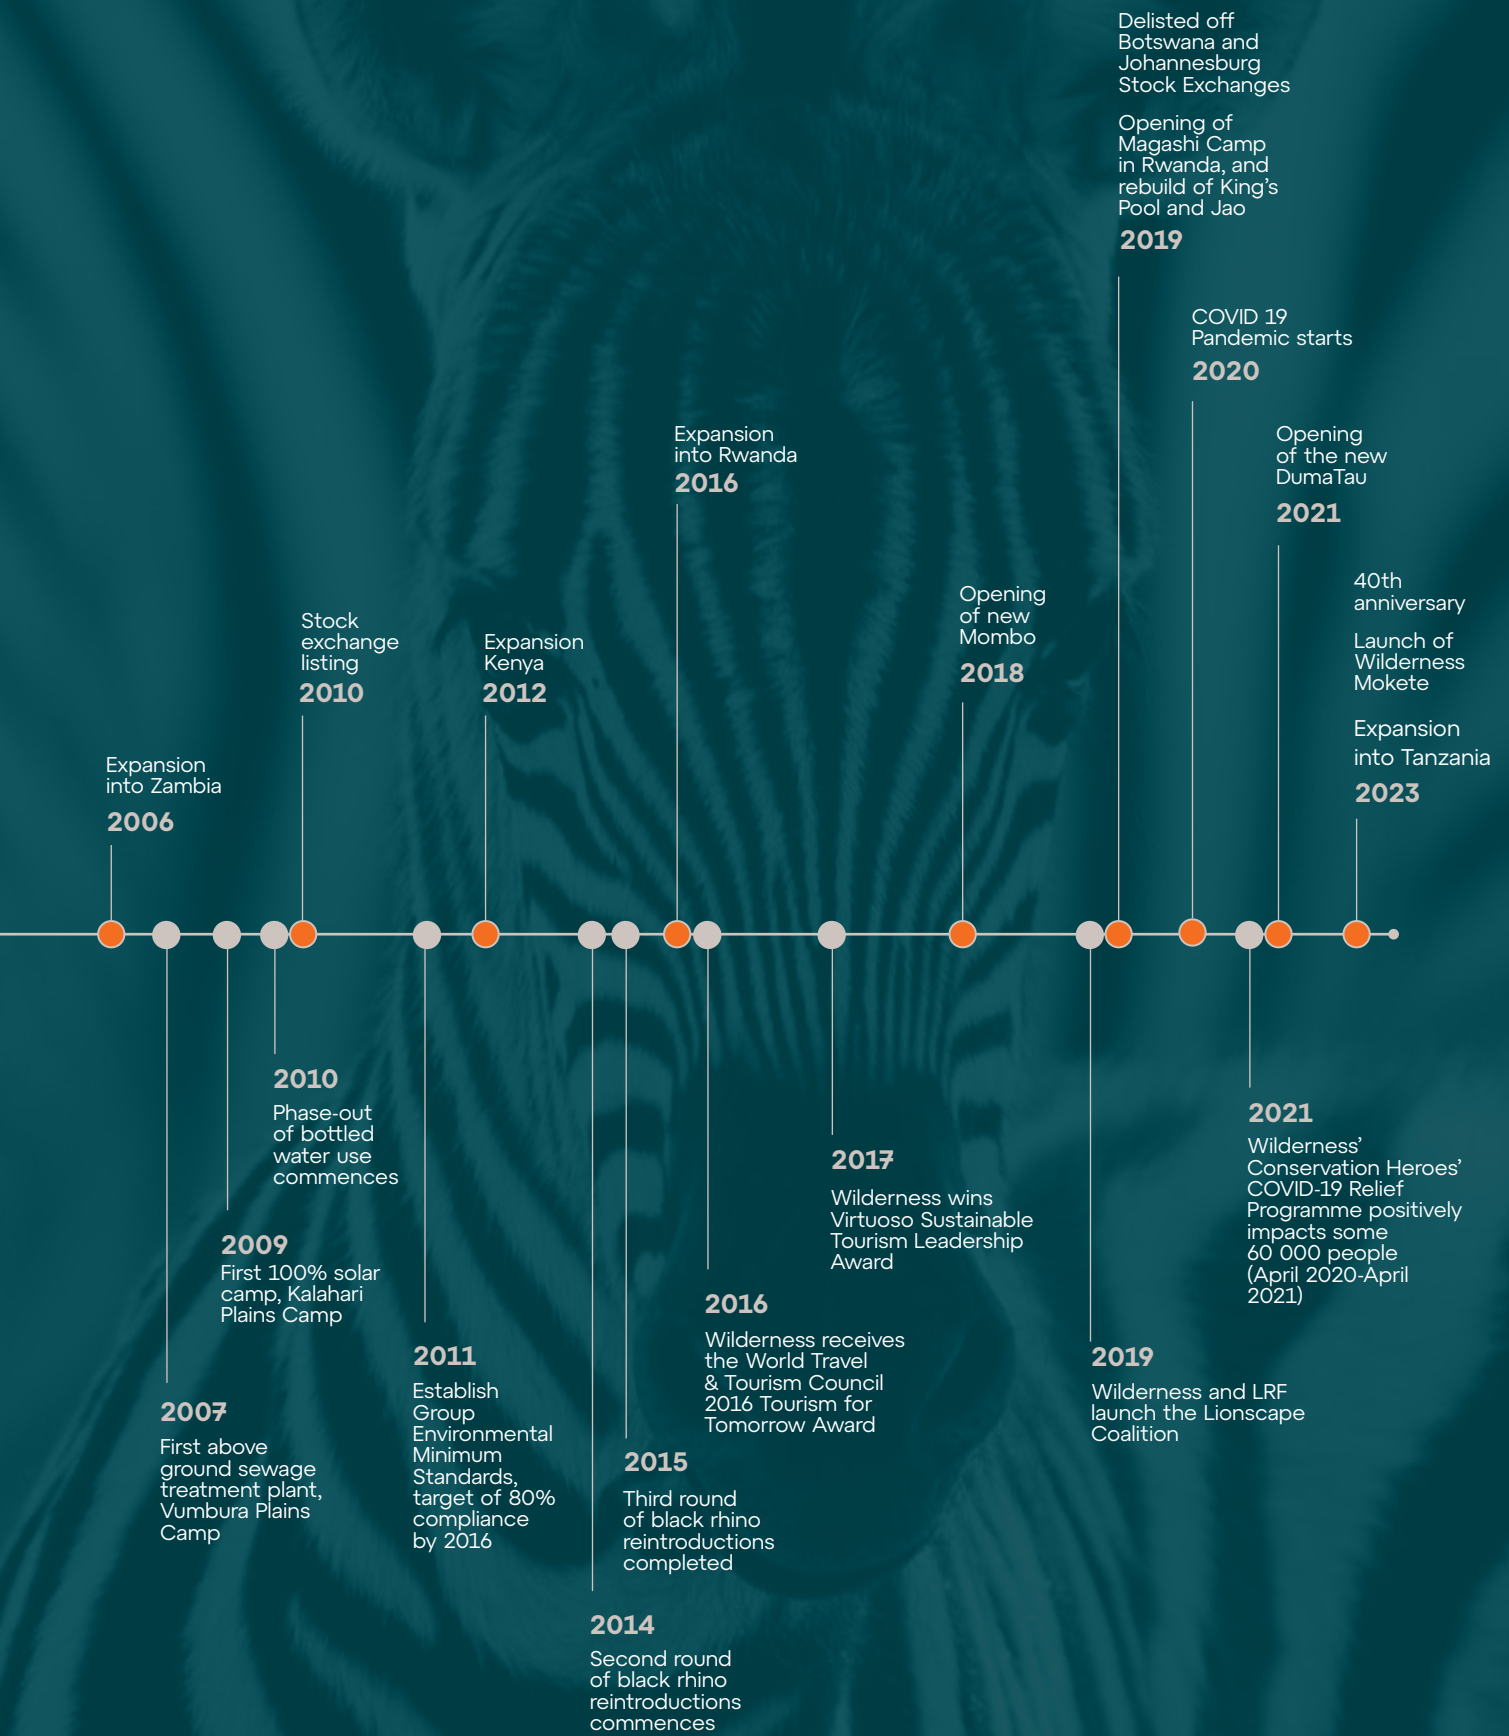 Delisted off
Botswana and
Johannesburg
Stock Exchanges
Opening of
Magashi Camp
in Rwanda, and
rebuild of King's
Pool and Jao
2019
COVID 19
Pandemic starts
2020
Expansion
into Rwanda
2016
Opening
of the new
DumaTau
2021
40th
anniversary
Launch of
Wilderness
Mokete
Expansion
into Tanzania
2023
Opening
of new
Mombo
2018
Stock
exchange
listing
2010
Expansion
Kenya
2012
Expansion
into Zambia
2006
2010
Phase-out
of bottled
water use
commences
2021
Wilderness'
Conservation Heroes'
COVID-19 Relief
Programme positively
impacts some
60 000 people
(April 2020-April
2021)
2017
Wilderness wins
Virtuoso Sustainable
Tourism Leadership
Award
2009
First 100% solar
camp, Kalahari
Plains Camp
2016
Wilderness receives
the World Travel
& Tourism Council
2016 Tourism for
Tomorrow Award
2011
Establish
Group
Environmental
Minimum
Standards,
target of 80%
compliance
by 2016
2019
Wilderness and LRF
launch the Lionscape
Coalition
2007
First above
ground sewage
treatment plant,
Vumbura Plains
Camp
2015
Third round
of black rhino
reintroductions
completed
2014
Second round
of black rhino
reintroductions
commences